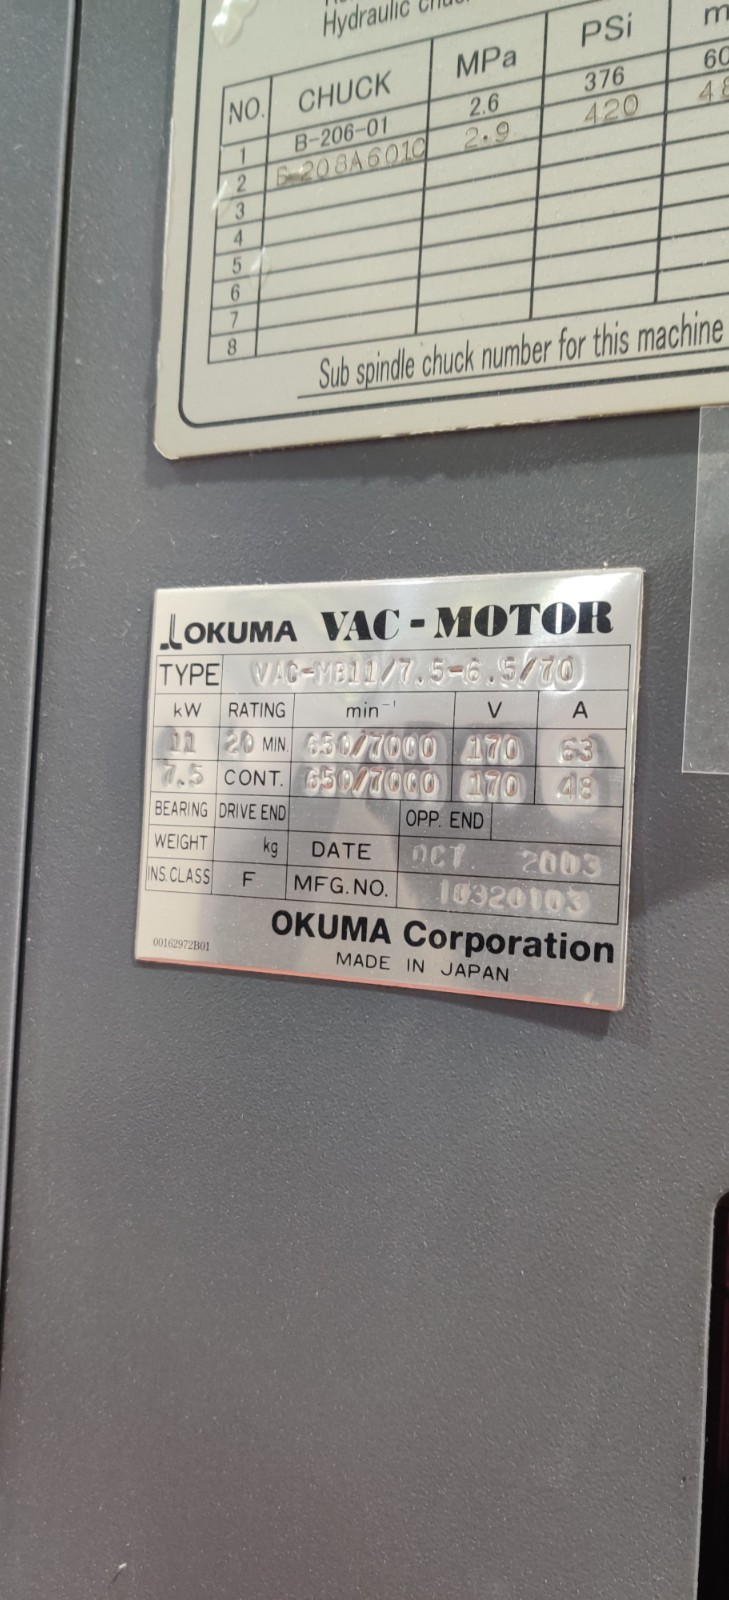 Hydraulic
NO. CHUCK MPa PSi
1 B-206-01 2.6 376 60
2 B-208A601C 2.9 420 48
3
4
5
6
7
8
Sub spindle chuck number for this machine
OKUMA VAC-MOTOR
TYPE VAC-MB11/7.5-6.5/70
kW RATING min⁻¹ V A
11 20 MIN. 650/7000 170 63
7.5 CONT. 650/7000 170 48
BEARING DRIVE END OPP. END
WEIGHT kg DATE OCT. 2003
INS.CLASS F MFG.NO. 10320103
OKUMA Corporation
00162972B01 MADE IN JAPAN